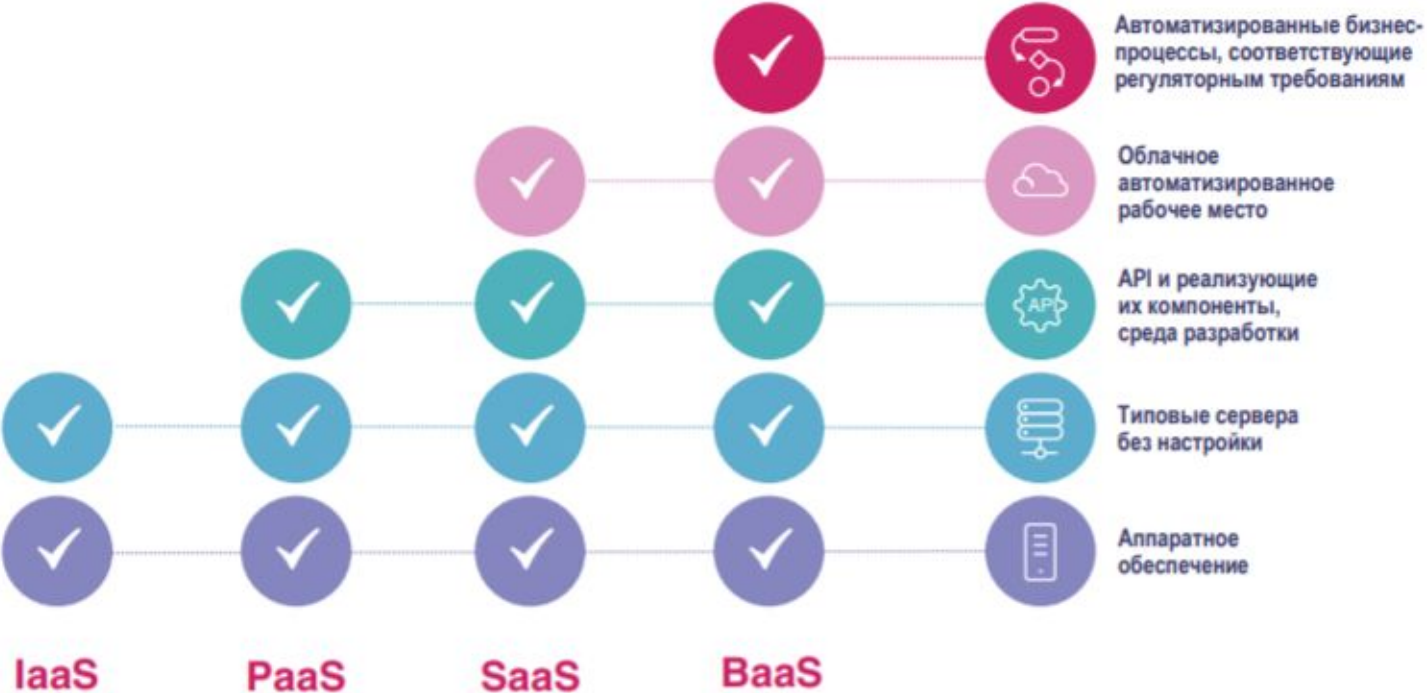 Автоматизированные бизнес-
процессы, соответствующие
регуляторным требованиям
Облачное
автоматизированное
рабочее место
API и реализующие
их компоненты,
среда разработки
API
Типовые сервера
без настройки
Аппаратное
обеспечение
IaaS
PaaS
SaaS
BaaS